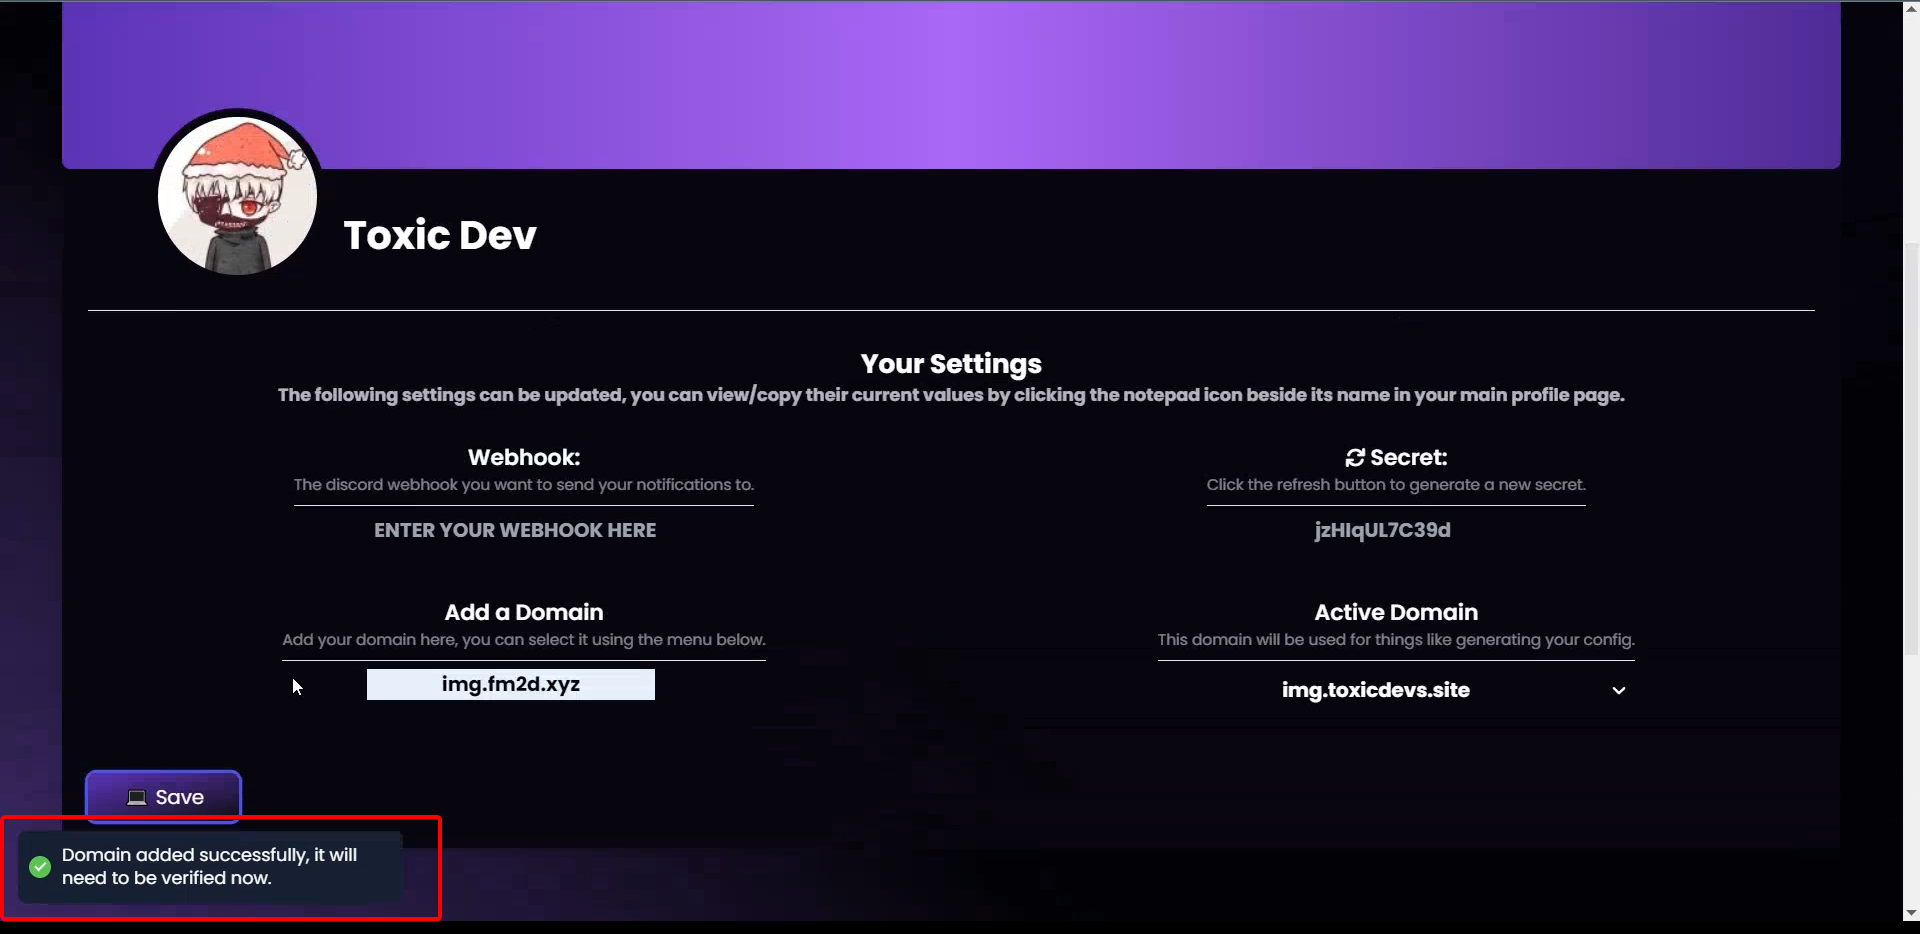 Toxic Dev
Your Settings
The following settings can be updated, you can view/copy their current values by clicking the notepad icon beside its name in your main profile page.
Webhook:
The discord webhook you want to send your notifications to.
ENTER YOUR WEBHOOK HERE
Secret:
Click the refresh button to generate a new secret.
jzHIqUL7C39d
Add a Domain
Add your domain here, you can select it using the menu below.
img.fm2d.xyz
Active Domain
This domain will be used for things like generating your config.
img.toxicdevs.site
Save
Domain added successfully, it will
need to be verified now.